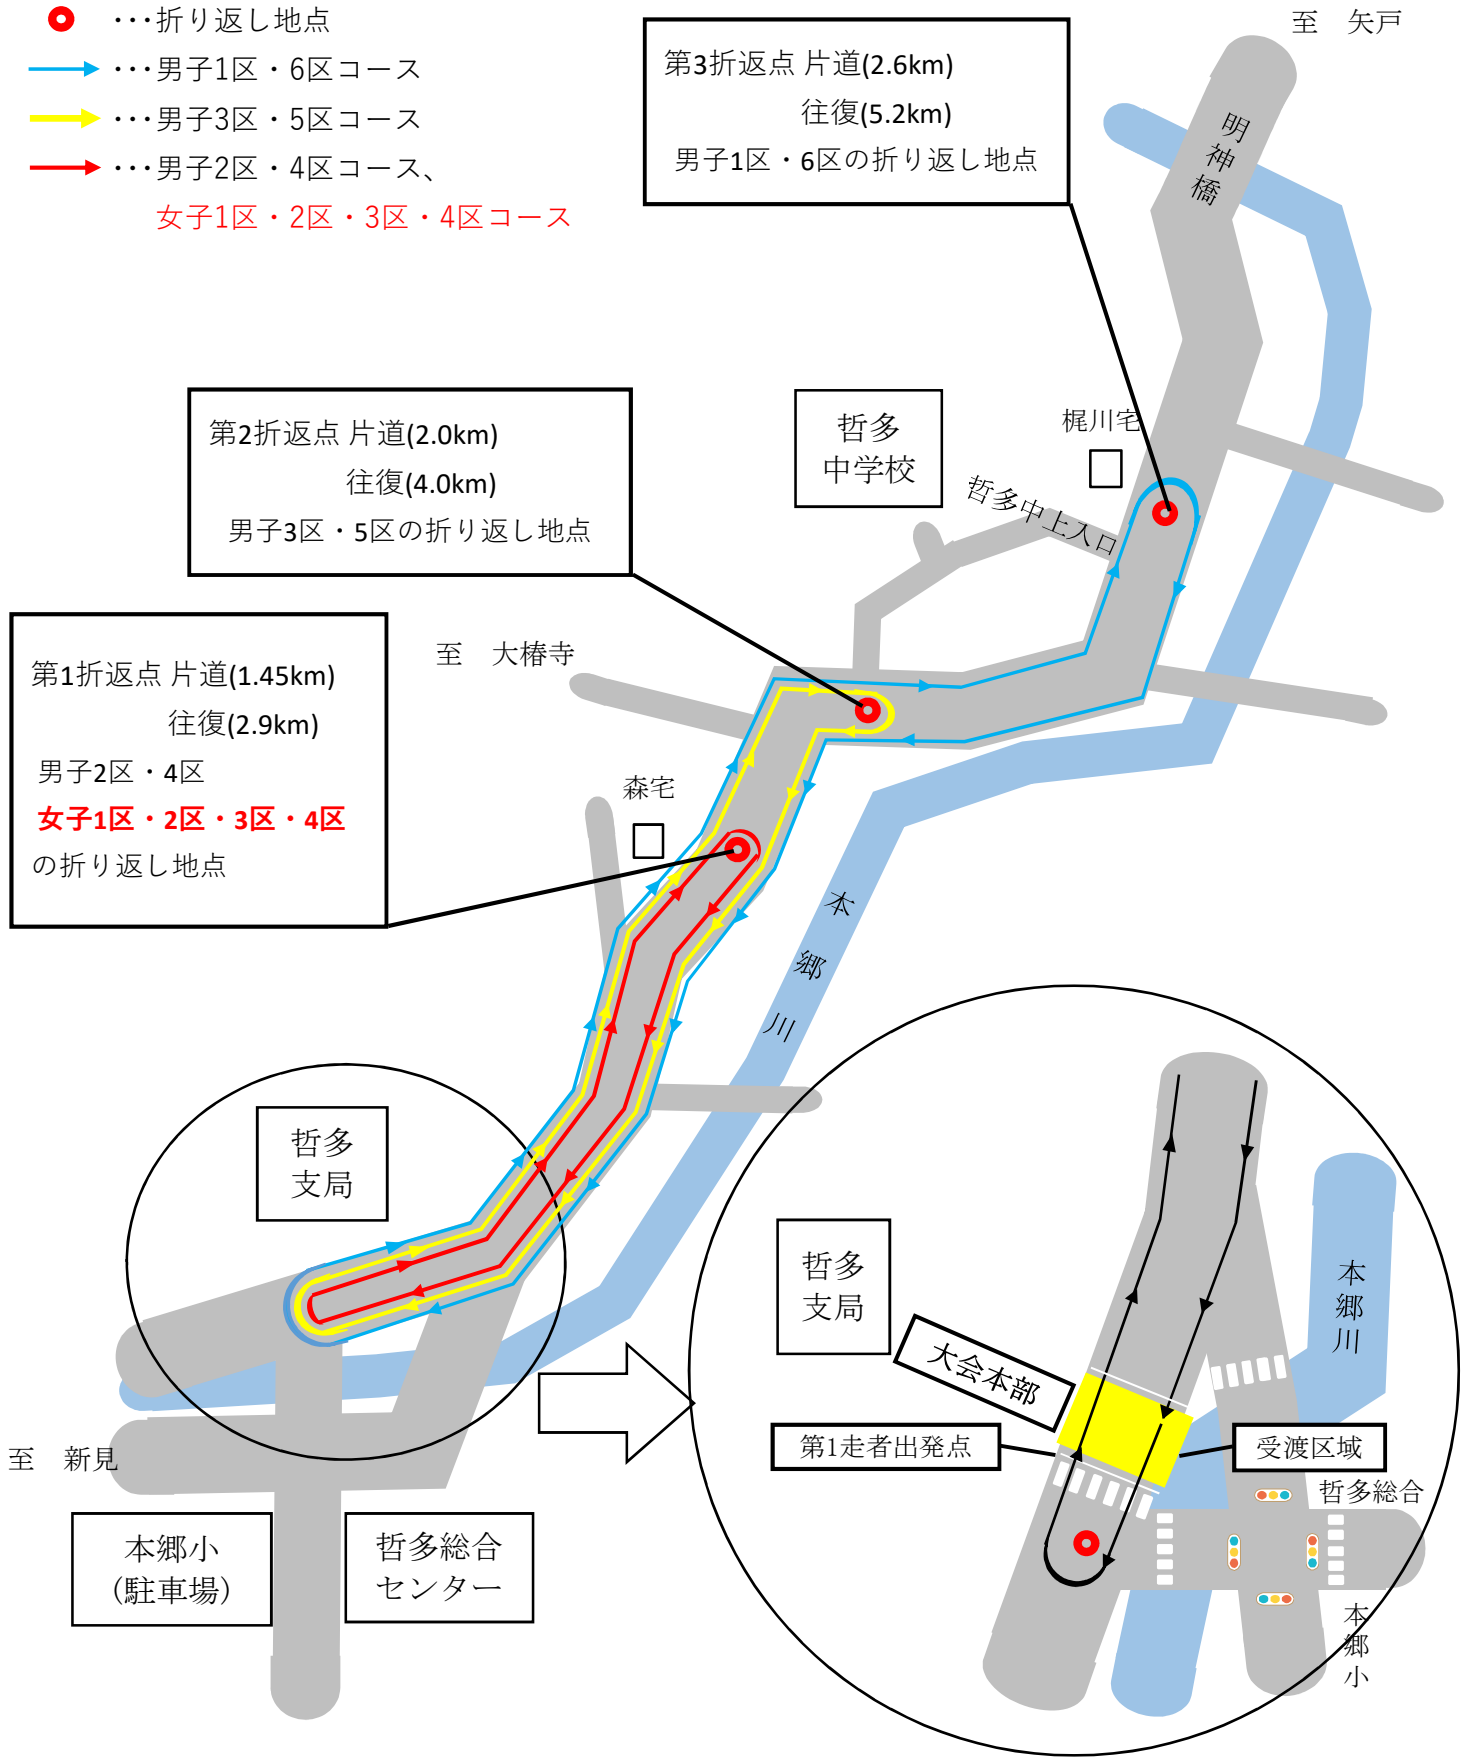 ･･･折り返し地点
･･･男子1区・6区コース
･･･男子3区・5区コース
･･･男子2区・4区コース、
女子1区・2区・3区・4区コース
第3折返点 片道(2.6km)
往復(5.2km)
男子1区・6区の折り返し地点
至　矢戸
明神橋
第2折返点 片道(2.0km)
往復(4.0km)
男子3区・5区の折り返し地点
哲多
中学校
梶川宅
哲多中上入口
第1折返点 片道(1.45km)
往復(2.9km)
男子2区・4区
女子1区・2区・3区・4区
の折り返し地点
至　大椿寺
森宅
本郷川
哲多
支局
至　新見
本郷小
（駐車場）
哲多総合
センター
哲多
支局
大会本部
第1走者出発点
受渡区域
本郷川
哲多総合
本郷小